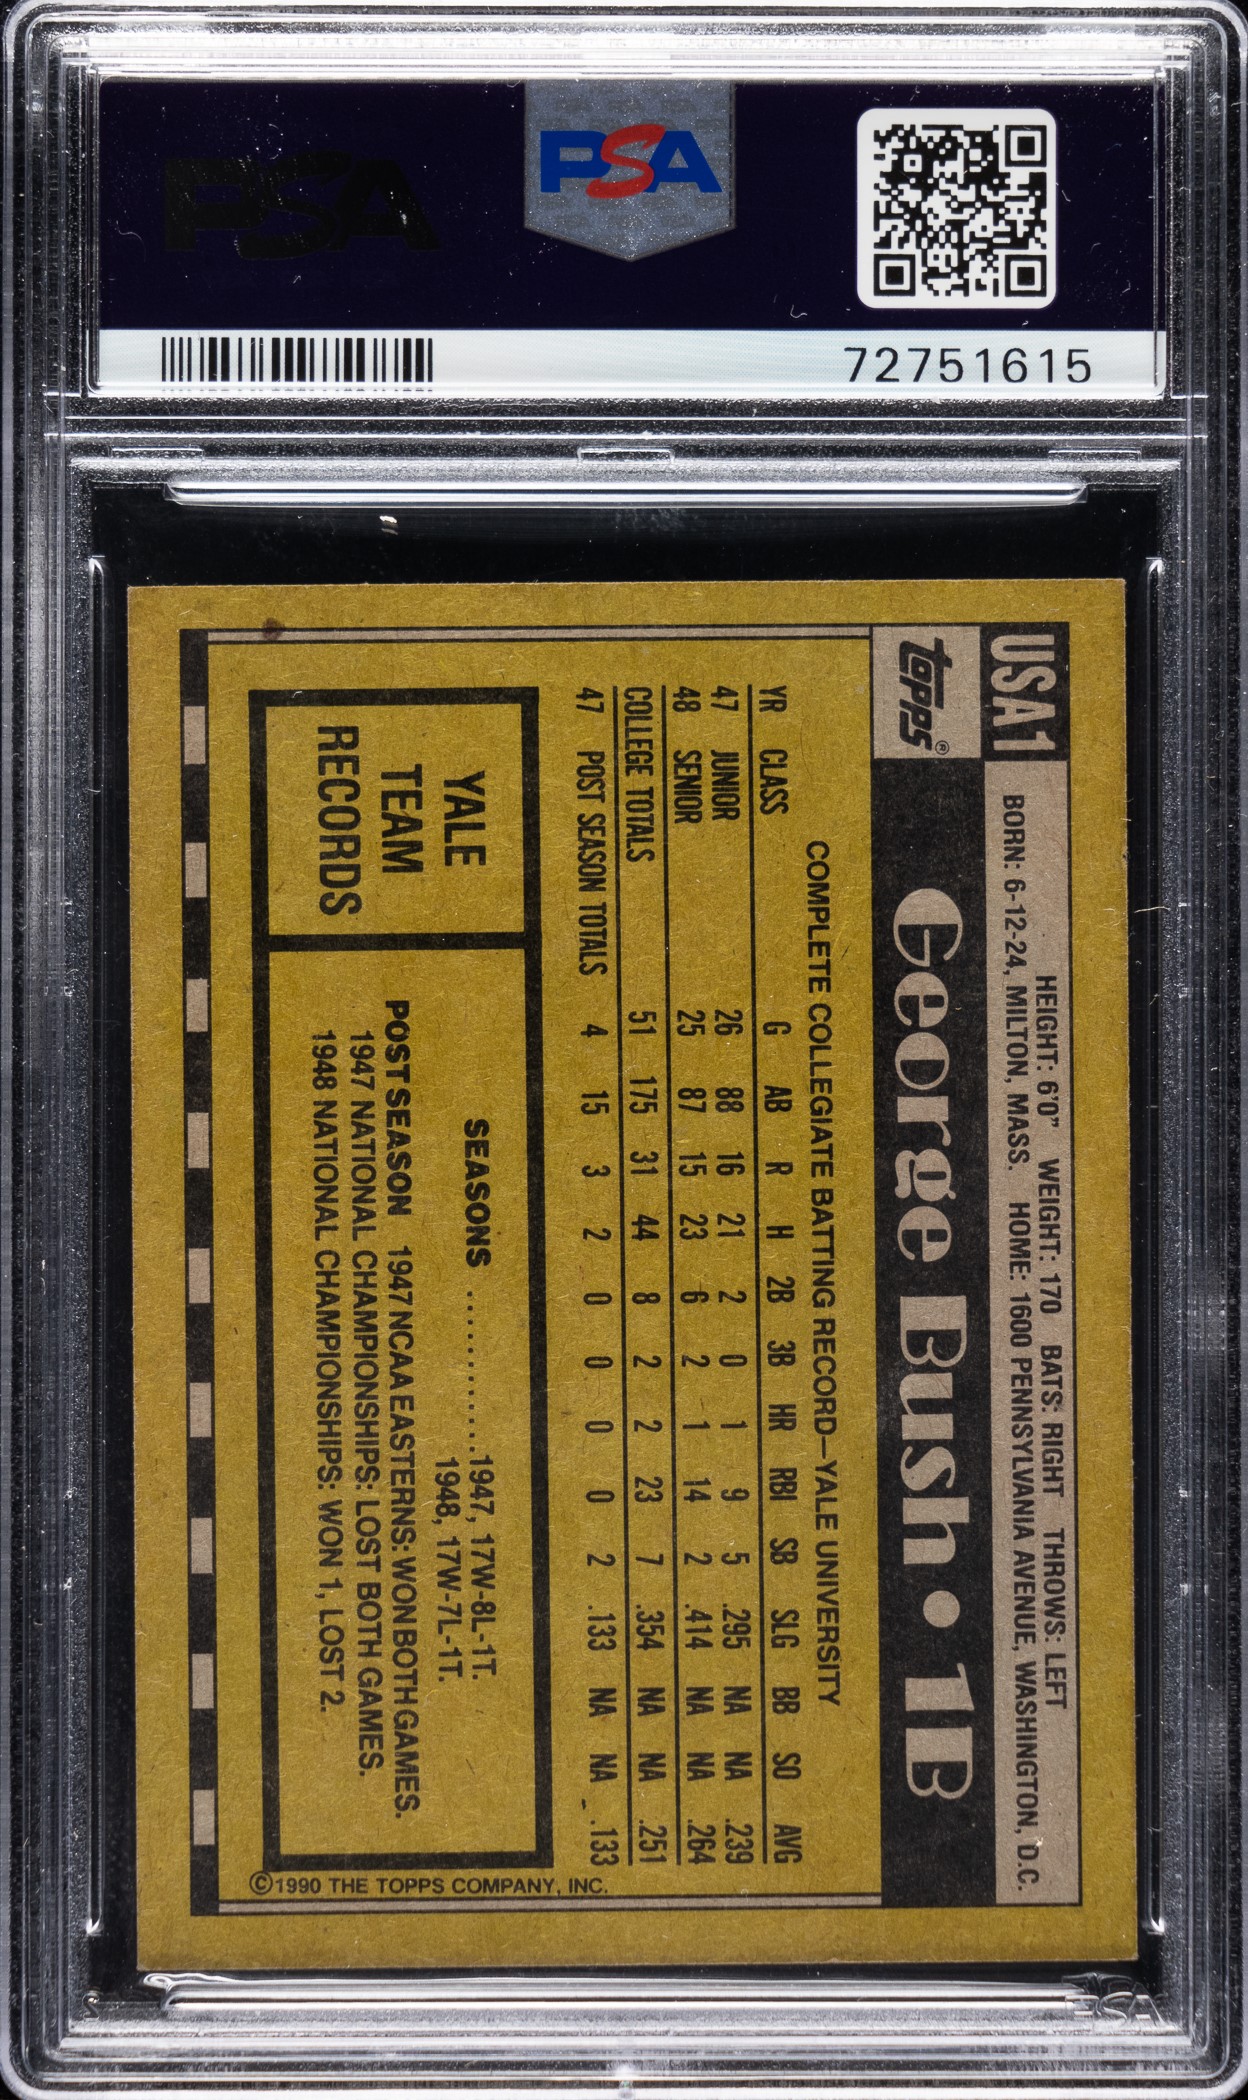 PSA
PSA
72751615
USA1
HEIGHT: 6'0" WEIGHT: 170 BATS: RIGHT THROWS: LEFT
BORN: 6-12-24, MILTON, MASS. HOME: 1600 PENNSYLVANIA AVENUE, WASHINGTON, D.C.
TOPPS®
George Bush • 1B
COMPLETE COLLEGIATE BATTING RECORD—YALE UNIVERSITY
YR CLASS G AB R H 2B 3B HR RBI SB SLG BB SO AVG
47 JUNIOR 26 88 16 21 2 0 1 9 5 .295 NA NA .239
48 SENIOR 25 87 15 23 6 2 1 14 2 .414 NA NA .264
COLLEGE TOTALS 51 175 31 44 8 2 2 23 7 .354 NA NA .251
47 POST SEASON TOTALS 4 15 3 2 0 0 0 0 2 .133 NA NA .133
YALE
TEAM
RECORDS
SEASONS ............1947, 17W-8L-1T.
1948, 17W-7L-1T.
POST SEASON 1947 NCAA EASTERNS: WON BOTH GAMES.
1947 NATIONAL CHAMPIONSHIPS: LOST BOTH GAMES.
1948 NATIONAL CHAMPIONSHIPS: WON 1, LOST 2.
©1990 THE TOPPS COMPANY, INC.
PSA